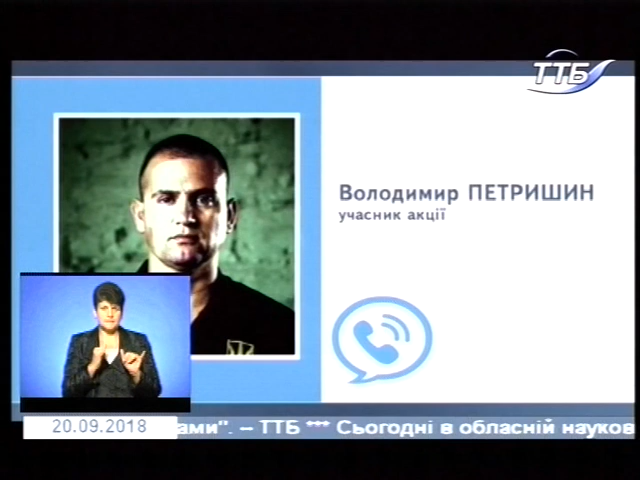 ТТБ
Володимир ПЕТРИШИН
учасник акції
20.09.2018
ами". – ТТБ *** Сьогодні в обласній науков